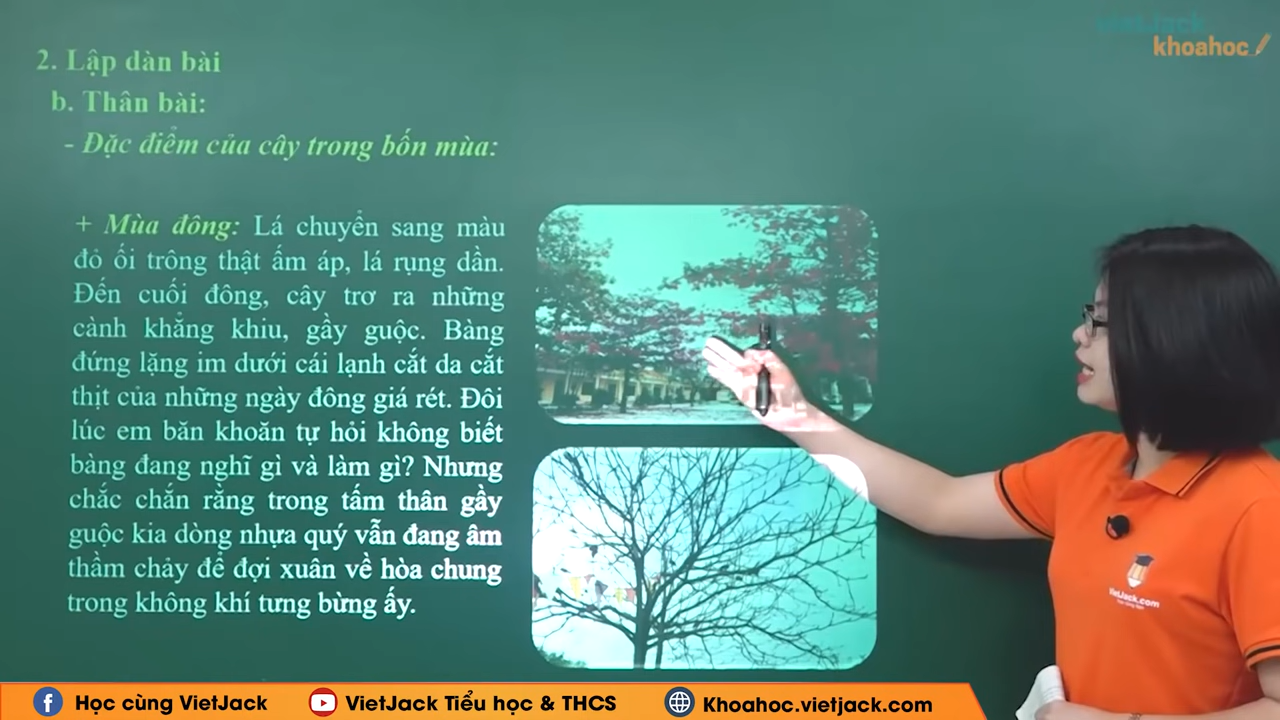 vietjack
khoahoc
2. Lập dàn bài
b. Thân bài:
- Đặc điểm của cây trong bốn mùa:
+ Mùa đông: Lá chuyển sang màu
đỏ ối trông thật ấm áp, lá rụng dần.
Đến cuối đông, cây trơ ra những
cành khẳng khiu, gầy guộc. Bàng
đứng lặng im dưới cái lạnh cắt da cắt
thịt của những ngày đông giá rét. Đôi
lúc em băn khoăn tự hỏi không biết
bàng đang nghĩ gì và làm gì? Nhưng
chắc chắn rằng trong tấm thân gầy
guộc kia dòng nhựa quý vẫn đang âm
thầm chảy để đợi xuân về hòa chung
trong không khí tưng bừng ấy.
VietJack.com
Học cùng VietJack
VietJack Tiểu học & THCS
Khoahoc.vietjack.com